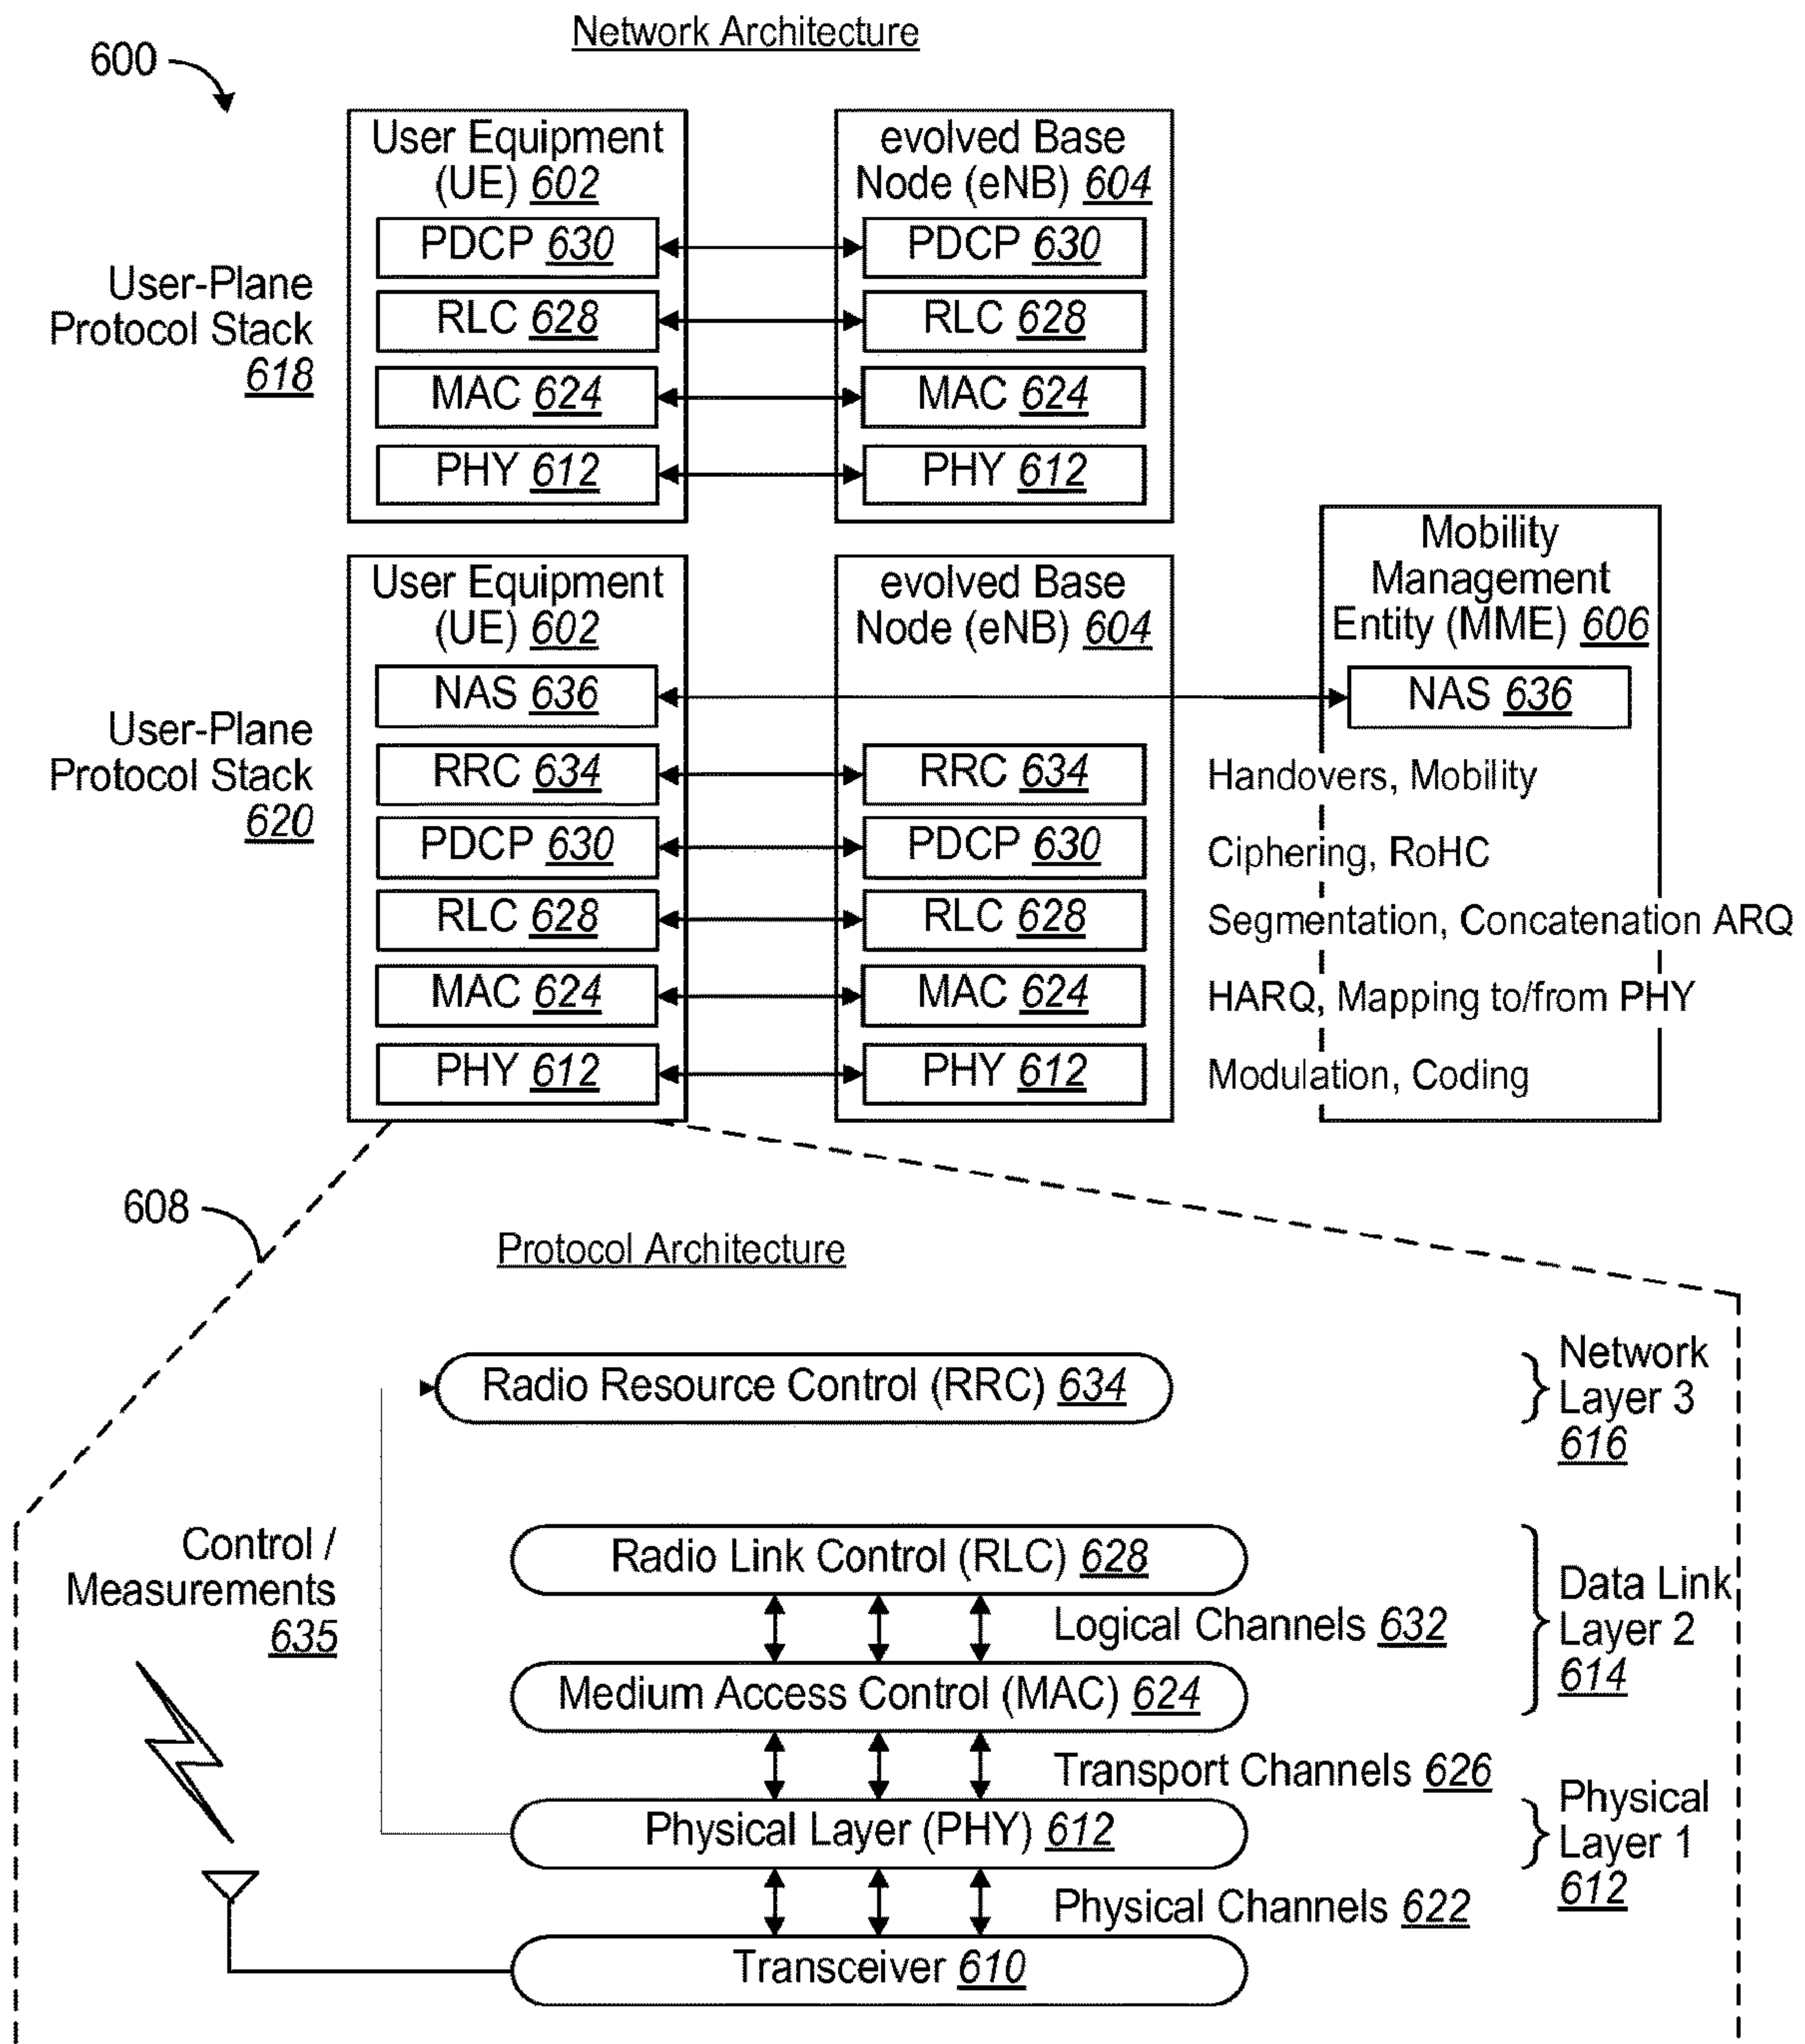 Network Architecture
600
User Equipment
(UE) 602
PDCP 630
RLC 628
MAC 624
PHY 612
evolved Base
Node (eNB) 604
PDCP 630
RLC 628
MAC 624
PHY 612
User-Plane
Protocol Stack
618
User Equipment
(UE) 602
NAS 636
RRC 634
PDCP 630
RLC 628
MAC 624
PHY 612
evolved Base
Node (eNB) 604
RRC 634
PDCP 630
RLC 628
MAC 624
PHY 612
Mobility
Management
Entity (MME) 606
NAS 636
User-Plane
Protocol Stack
620
Handovers, Mobility
Ciphering, RoHC
Segmentation, Concatenation ARQ
HARQ, Mapping to/from PHY
Modulation, Coding
608
Protocol Architecture
Radio Resource Control (RRC) 634
Network
Layer 3
616
Control /
Measurements
635
Radio Link Control (RLC) 628
Logical Channels 632
Medium Access Control (MAC) 624
Data Link
Layer 2
614
Transport Channels 626
Physical Layer (PHY) 612
Physical
Layer 1
612
Physical Channels 622
Transceiver 610